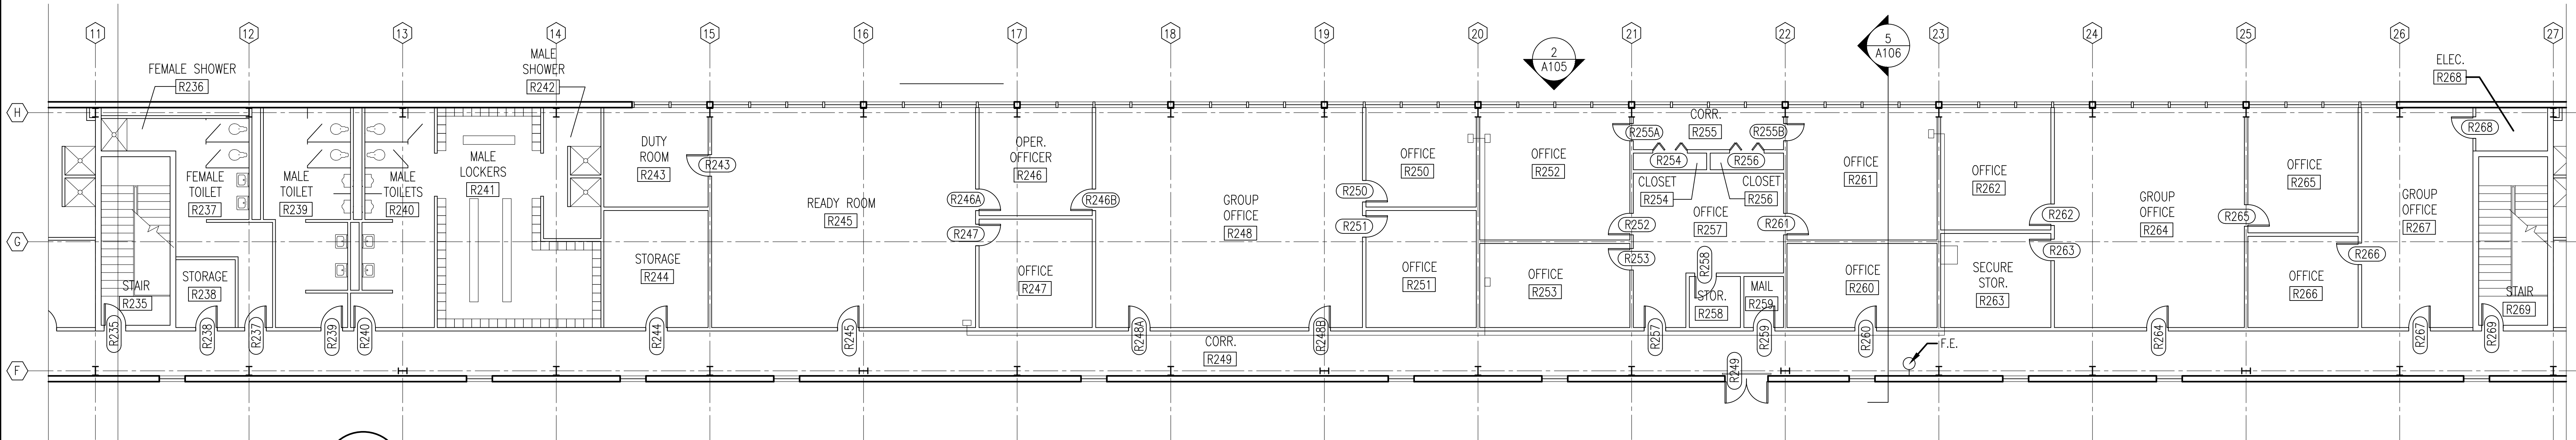 11
12
13
14
15
16
17
18
19
20
21
22
23
24
25
26
27
H
G
F
2
A105
5
A106
FEMALE SHOWER
R236
MALE
SHOWER
R242
ELEC.
R268
R268
FEMALE
TOILET
R237
MALE
TOILET
R239
MALE
TOILETS
R240
MALE
LOCKERS
R241
DUTY
ROOM
R243
R243
READY ROOM
R245
OPER.
OFFICER
R246
R246A
R246B
GROUP
OFFICE
R248
OFFICE
R250
R250
OFFICE
R252
R252
R255A
CORR.
R255
R255B
R254
R256
CLOSET
R254
CLOSET
R256
OFFICE
R257
OFFICE
R261
R261
OFFICE
R262
R262
GROUP
OFFICE
R264
OFFICE
R265
R265
GROUP
OFFICE
R267
STAIR
R235
STORAGE
R238
STORAGE
R244
R247
OFFICE
R247
R251
OFFICE
R251
R253
OFFICE
R253
R258
STOR.
R258
MAIL
R259
OFFICE
R260
SECURE
STOR.
R263
R263
OFFICE
R266
R266
STAIR
R269
R235
R238
R237
R239
R240
R244
R245
R248A
R248B
R257
R259
R260
R264
R267
R269
CORR.
R249
R249
F.E.